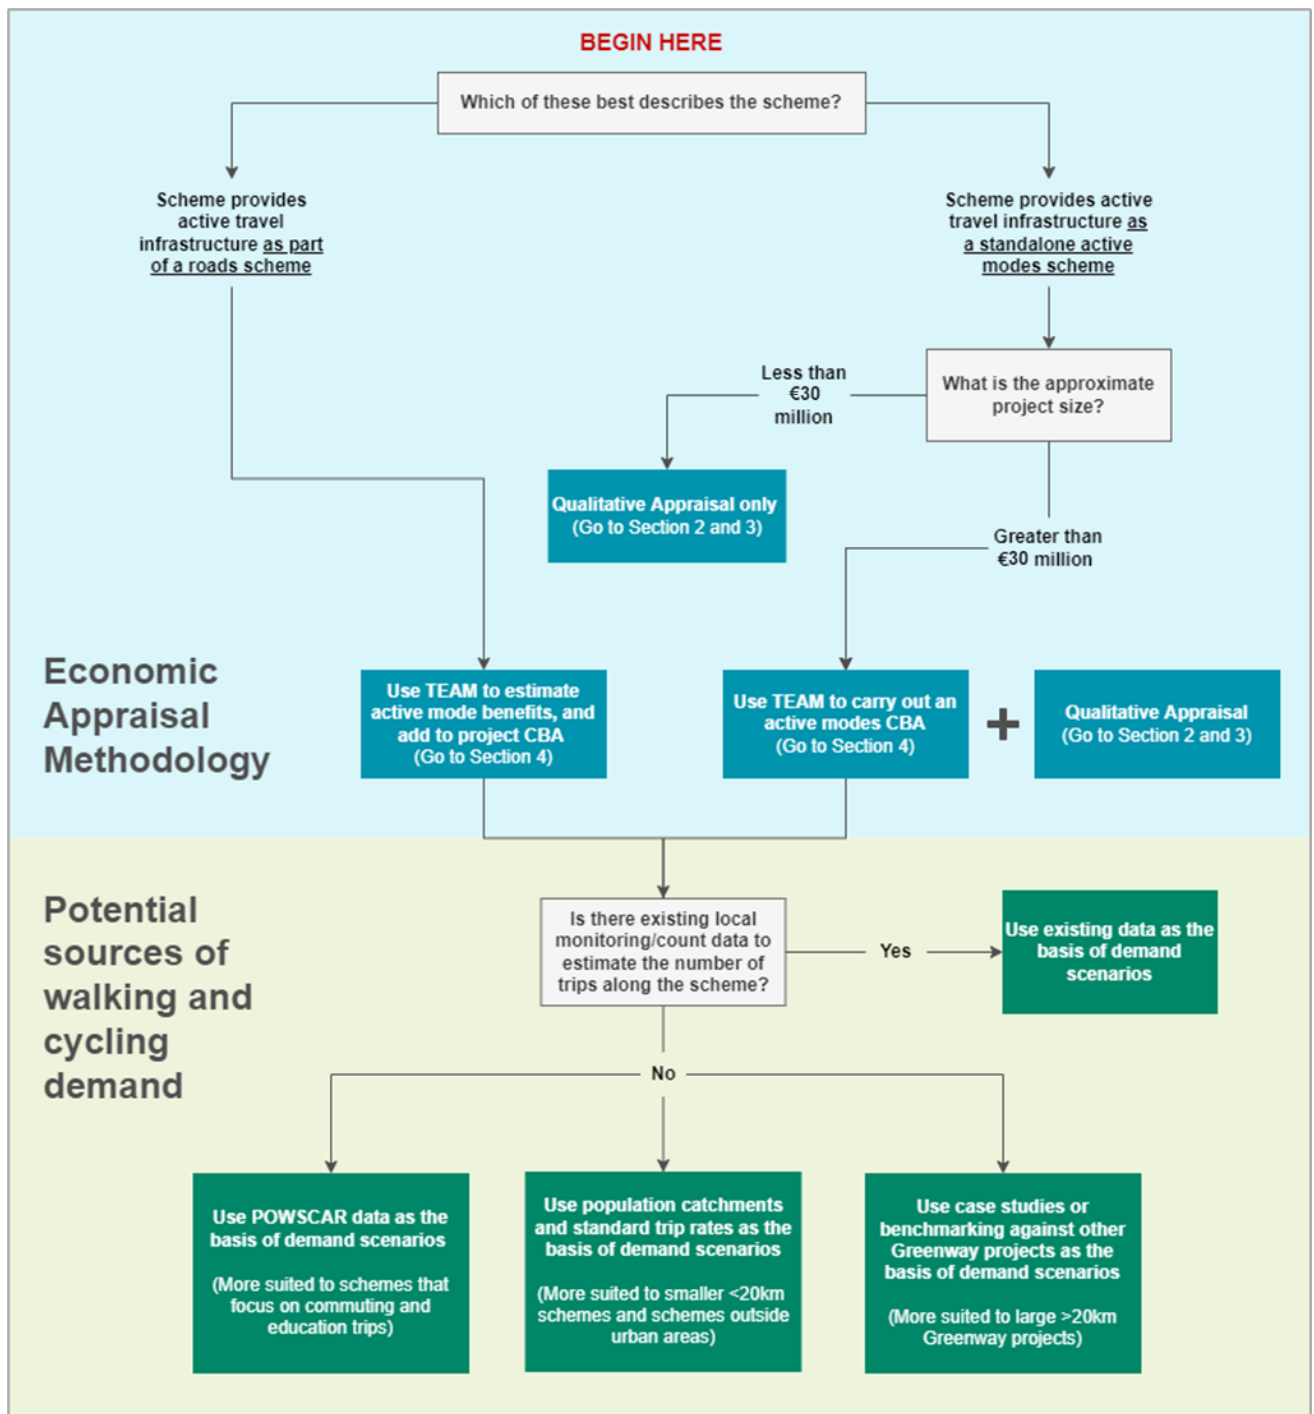 BEGIN HERE
Which of these best describes the scheme?
Scheme provides
active travel
infrastructure as part
of a roads scheme
Scheme provides active
travel infrastructure as
a standalone active
modes scheme
What is the approximate
project size?
Less than
€30
million
Qualitative Appraisal only
(Go to Section 2 and 3)
Greater than
€30 million
Economic
Appraisal
Methodology
Use TEAM to estimate
active mode benefits, and
add to project CBA
(Go to Section 4)
Use TEAM to carry out an
active modes CBA
(Go to Section 4)
+
Qualitative Appraisal
(Go to Section 2 and 3)
Potential
sources of
walking and
cycling
demand
Is there existing local
monitoring/count data to
estimate the number of
trips along the scheme?
Yes
Use existing data as the
basis of demand
scenarios
No
Use POWSCAR data as the
basis of demand scenarios
(More suited to schemes that
focus on commuting and
education trips)
Use population catchments
and standard trip rates as the
basis of demand scenarios
(More suited to smaller <20km
schemes and schemes outside
urban areas)
Use case studies or
benchmarking against other
Greenway projects as the
basis of demand scenarios
(More suited to large >20km
Greenway projects)